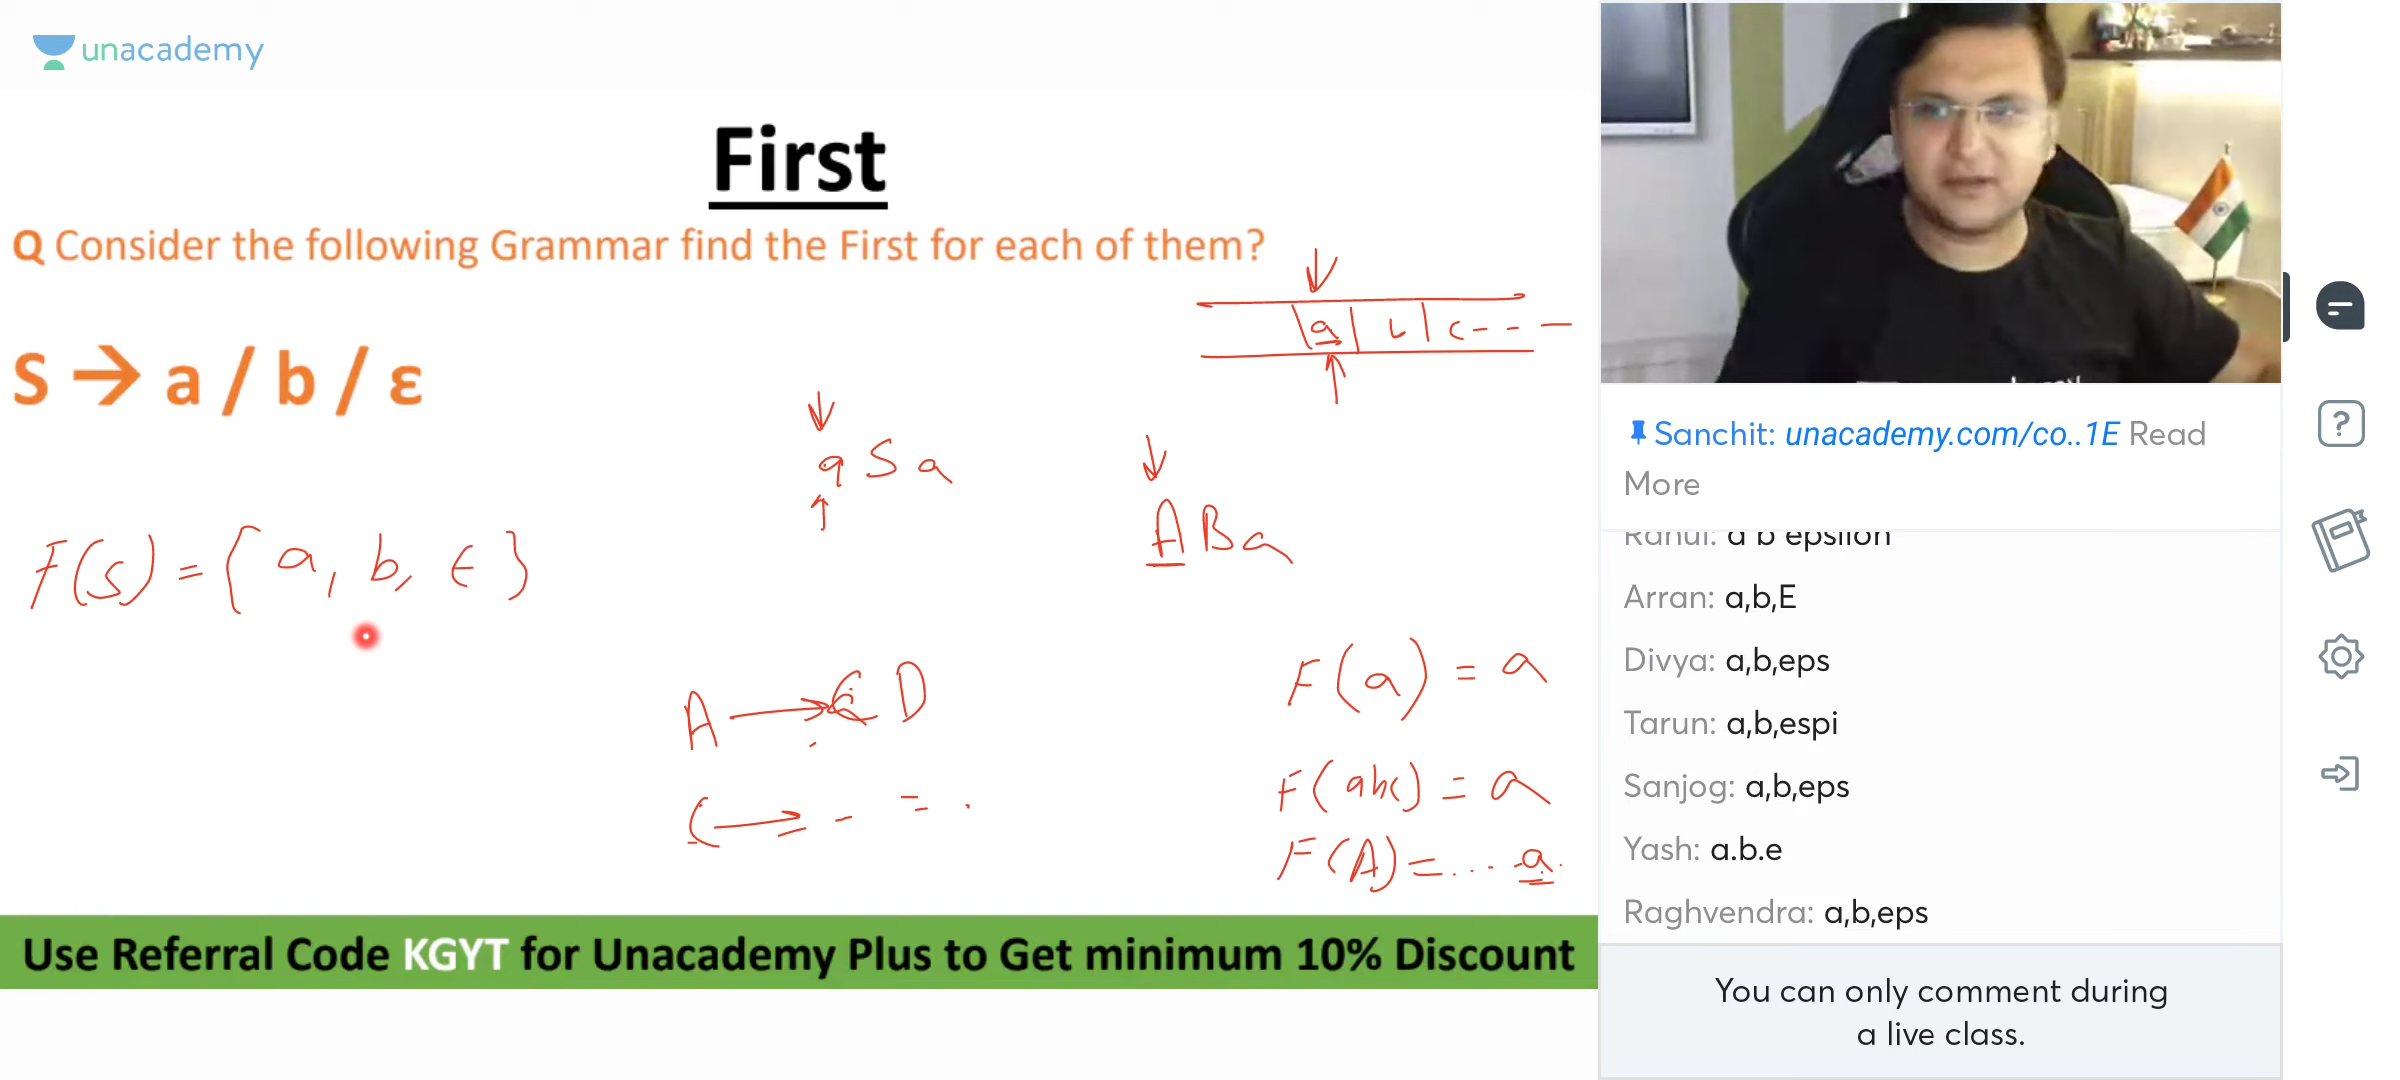 unacademy
First
Q Consider the following Grammar find the First for each of them?
a b c - - -
S → a / b / ε
a S a
A B a
F(S) = { a, b, ε }
F(a) = a
A → C D
F(abc) = a
C → - = .
F(A) = ... a.
Use Referral Code KGYT for Unacademy Plus to Get minimum 10% Discount
Sanchit: unacademy.com/co..1E Read
More
Rahul: a b epsilon
Arran: a,b,E
Divya: a,b,eps
Tarun: a,b,espi
Sanjog: a,b,eps
Yash: a.b.e
Raghvendra: a,b,eps
You can only comment during
a live class.
?